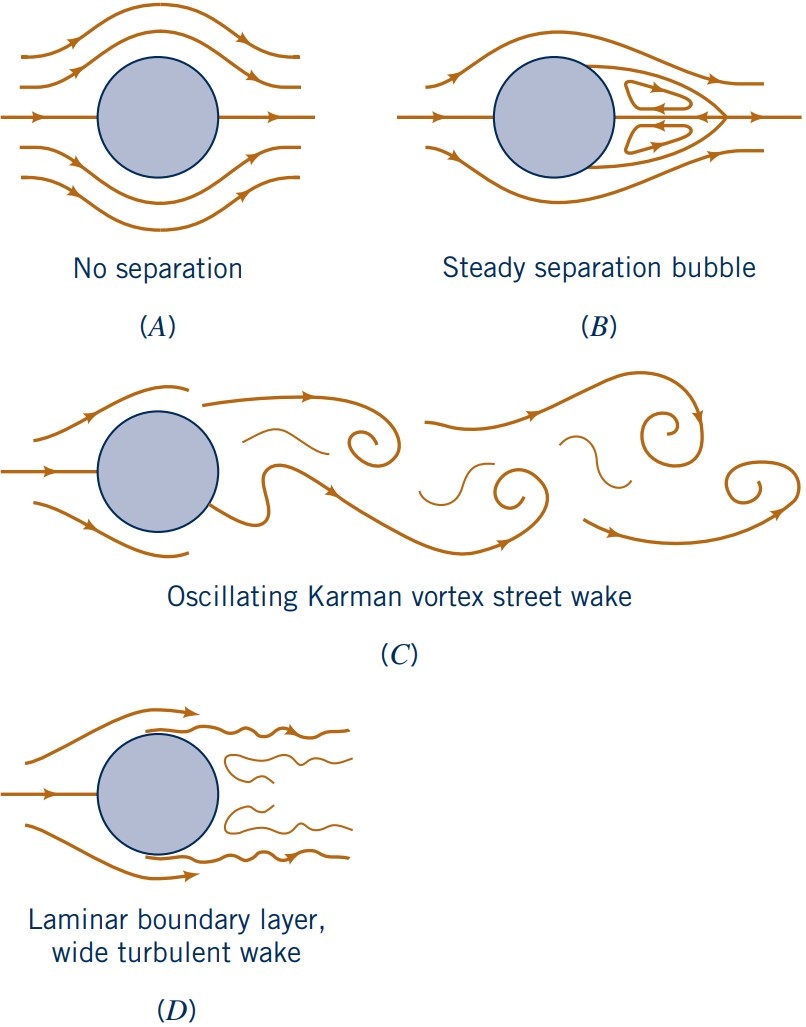 No separation
(A)
Steady separation bubble
(B)
Oscillating Karman vortex street wake
(C)
Laminar boundary layer,
wide turbulent wake
(D)